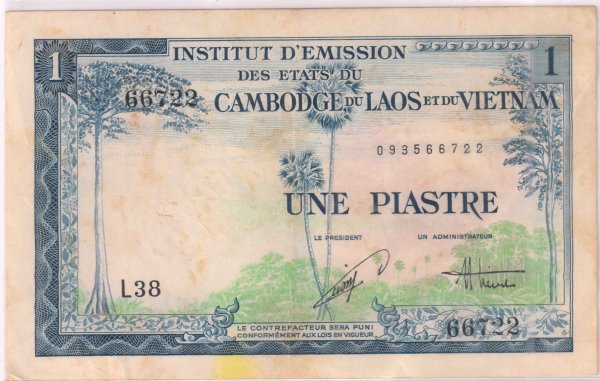 1
INSTITUT D'EMISSION
1
DES ETATS DU
66722
CAMBODGE DU LAOS ET DU VIETNAM
093566722
UNE PIASTRE
LE PRESIDENT
UN ADMINISTRATEUR
L38
LE CONTREFACTEUR SERA PUNI
CONFORMÉMENT AUX LOIS EN VIGUEUR
66722